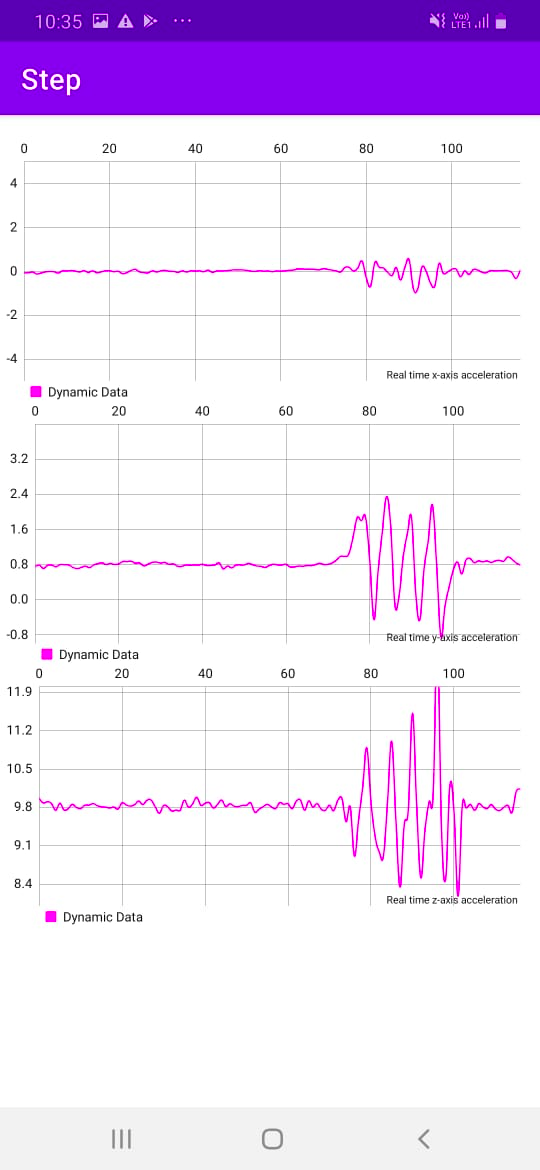 10:35 Vo) LTE1
Step
0 20 40 60 80 100
4
2
0
-2
-4
Real time x-axis acceleration
Dynamic Data
0 20 40 60 80 100
3.2
2.4
1.6
0.8
0.0
-0.8
Real time y-axis acceleration
Dynamic Data
0 20 40 60 80 100
11.9
11.2
10.5
9.8
9.1
8.4
Real time z-axis acceleration
Dynamic Data